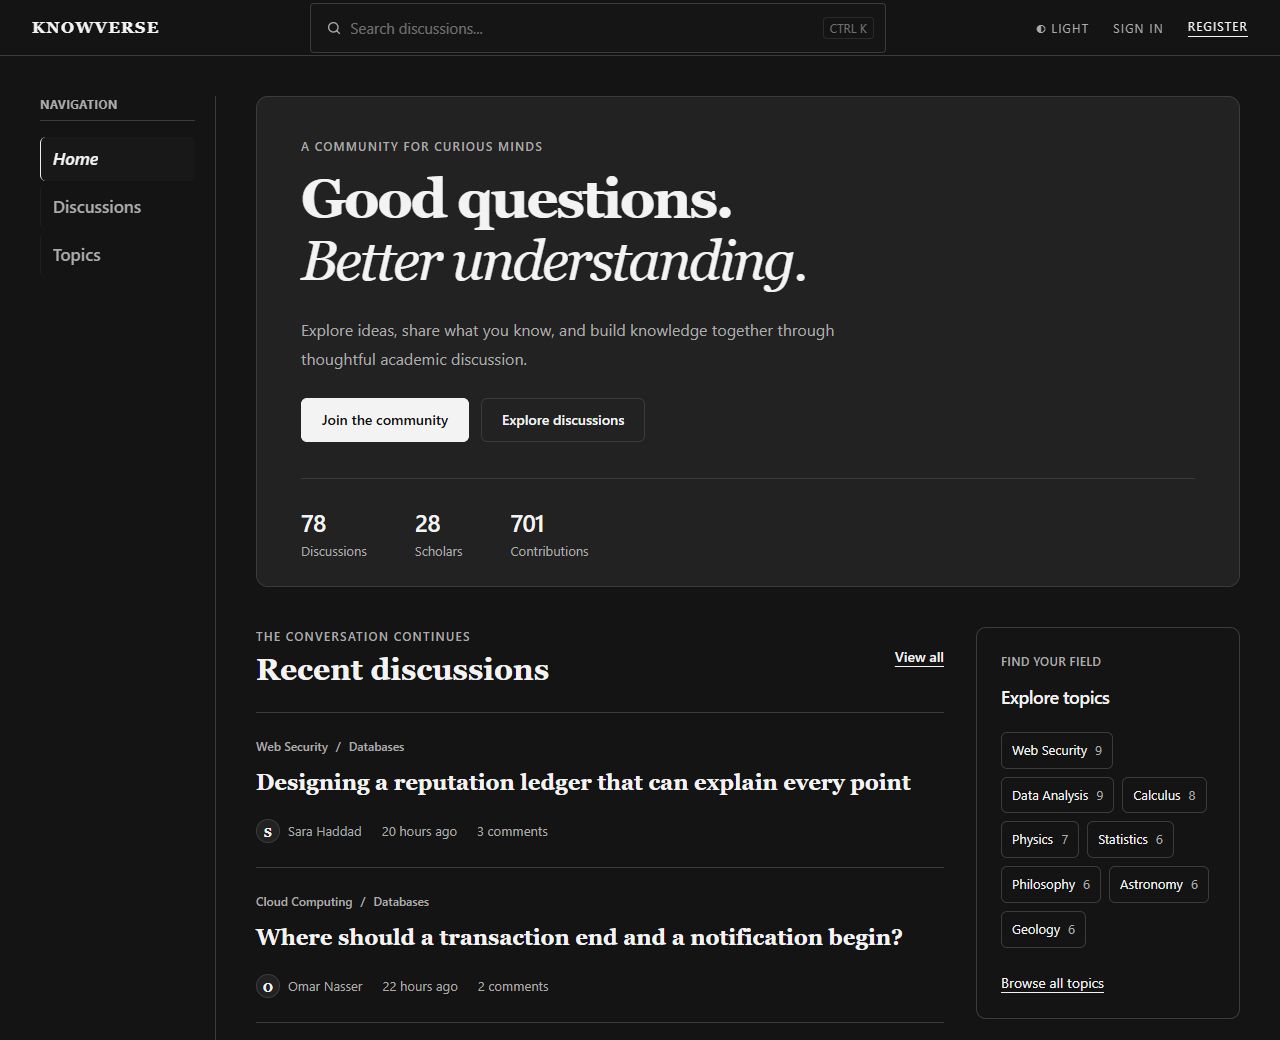 KNOWVERSE
Search discussions...
CTRL K
LIGHT
SIGN IN
REGISTER
NAVIGATION
Home
Discussions
Topics
A COMMUNITY FOR CURIOUS MINDS
Good questions.
Better understanding.
Explore ideas, share what you know, and build knowledge together through
thoughtful academic discussion.
Join the community
Explore discussions
78
Discussions
28
Scholars
701
Contributions
THE CONVERSATION CONTINUES
Recent discussions
View all
Web Security / Databases
Designing a reputation ledger that can explain every point
S Sara Haddad 20 hours ago 3 comments
Cloud Computing / Databases
Where should a transaction end and a notification begin?
O Omar Nasser 22 hours ago 2 comments
FIND YOUR FIELD
Explore topics
Web Security 9
Data Analysis 9 Calculus 8
Physics 7 Statistics 6
Philosophy 6 Astronomy 6
Geology 6
Browse all topics